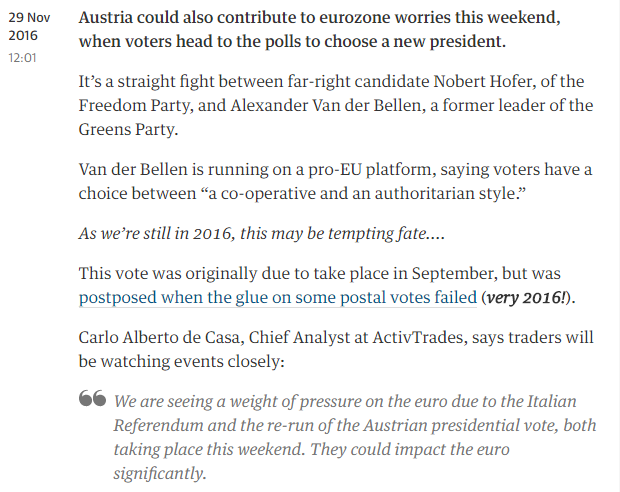 29 Nov
2016
12:01
Austria could also contribute to eurozone worries this weekend,
when voters head to the polls to choose a new president.
It’s a straight fight between far-right candidate Nobert Hofer, of the
Freedom Party, and Alexander Van der Bellen, a former leader of the
Greens Party.
Van der Bellen is running on a pro-EU platform, saying voters have a
choice between “a co-operative and an authoritarian style.”
As we’re still in 2016, this may be tempting fate....
This vote was originally due to take place in September, but was
postposed when the glue on some postal votes failed (very 2016!).
Carlo Alberto de Casa, Chief Analyst at ActivTrades, says traders will
be watching events closely:
We are seeing a weight of pressure on the euro due to the Italian
Referendum and the re-run of the Austrian presidential vote, both
taking place this weekend. They could impact the euro
significantly.